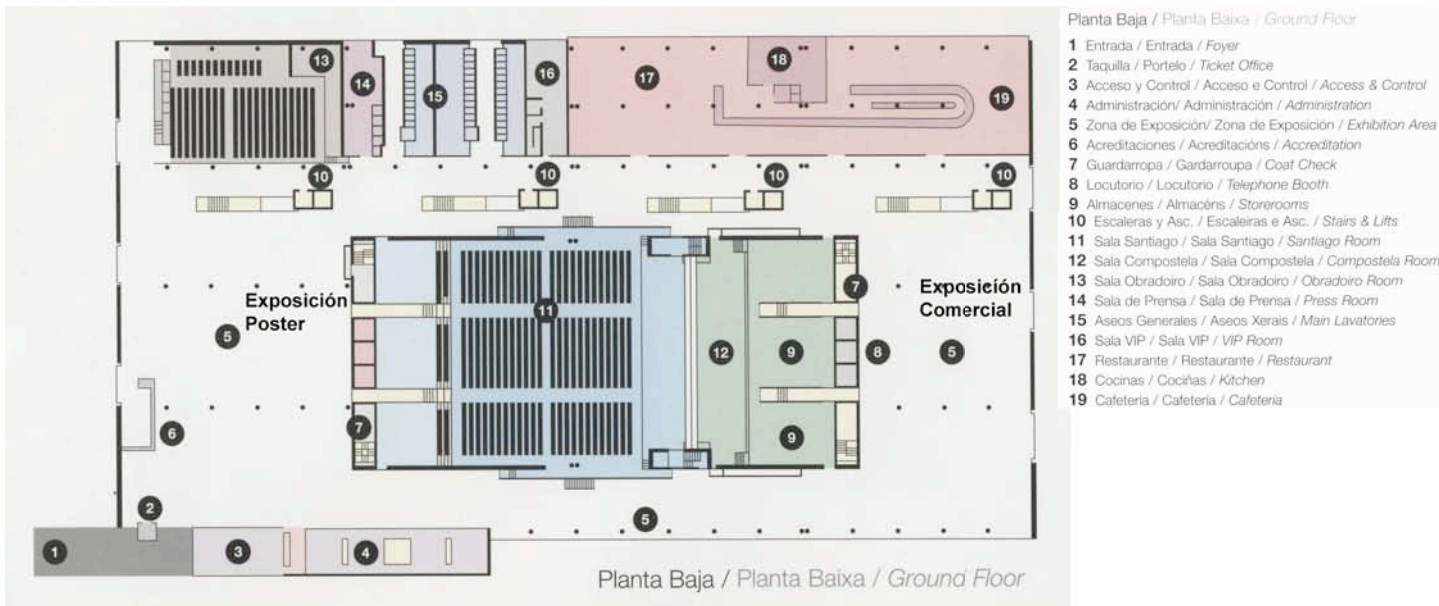 Planta Baja / Planta Baixa / Ground Floor
1 Entrada / Entrada / Foyer
2 Taquilla / Portelo / Ticket Office
3 Acceso y Control / Acceso e Control / Access & Control
4 Administración/ Administración / Administration
5 Zona de Exposición/ Zona de Exposición / Exhibition Area
6 Acreditaciones / Acreditacións / Accreditation
7 Guardarropa / Gardarroupa / Coat Check
8 Locutorio / Locutorio / Telephone Booth
9 Almacenes / Almacéns / Storerooms
10 Escaleras y Asc. / Escaleiras e Asc. / Stairs & Lifts
11 Sala Santiago / Sala Santiago / Santiago Room
12 Sala Compostela / Sala Compostela / Compostela Room
13 Sala Obradoiro / Sala Obradoiro / Obradoiro Room
14 Sala de Prensa / Sala de Prensa / Press Room
15 Aseos Generales / Aseos Xerais / Main Lavatories
16 Sala VIP / Sala VIP / VIP Room
17 Restaurante / Restaurante / Restaurant
18 Cocinas / Cociñas / Kitchen
19 Cafetería / Cafetería / Cafeteria
13
14
15
16
17
18
19
10
10
10
10
Exposición
Poster
Exposición
Comercial
11
7
5
12
9
8
5
7
9
6
2
5
1
3
4
Planta Baja / Planta Baixa / Ground Floor